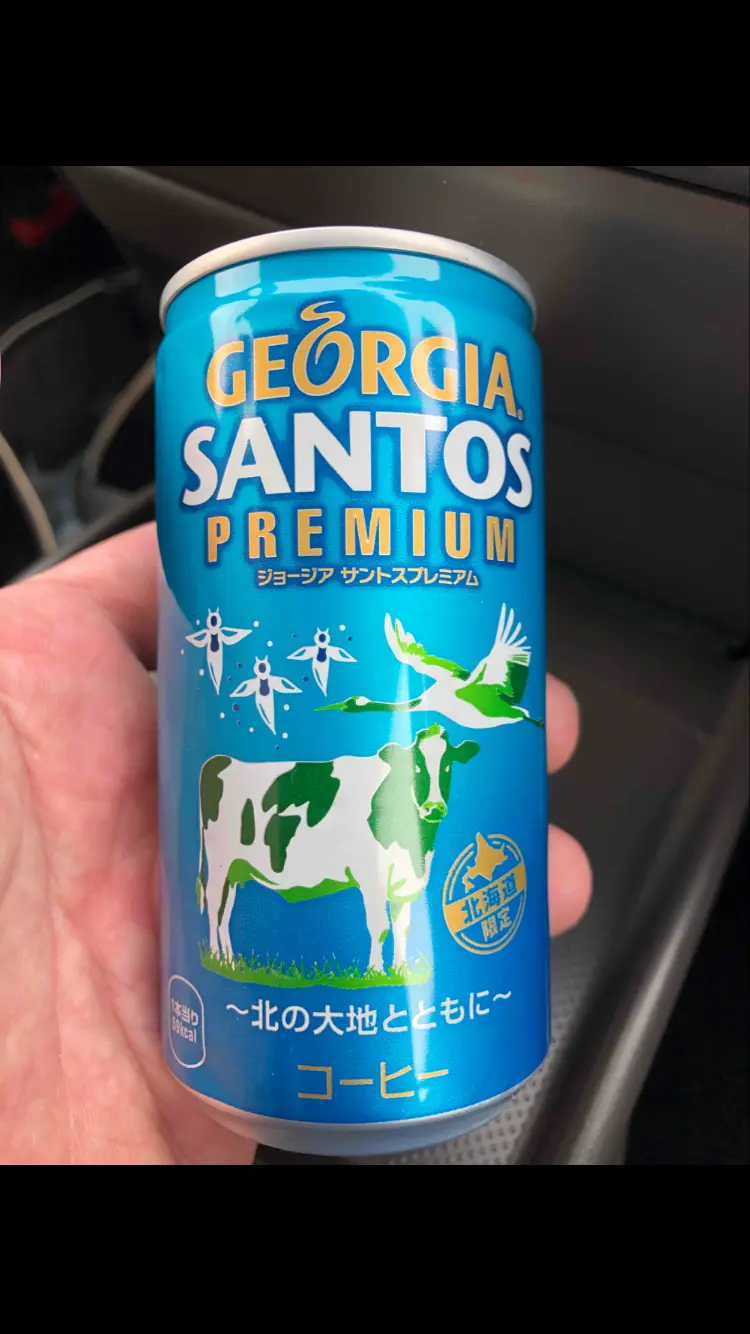 GEORGIA.
SANTOS
PREMIUM
ジョージア サントスプレミアム
北海道
限定
1本当り
～北の大地とともに～
コーヒー